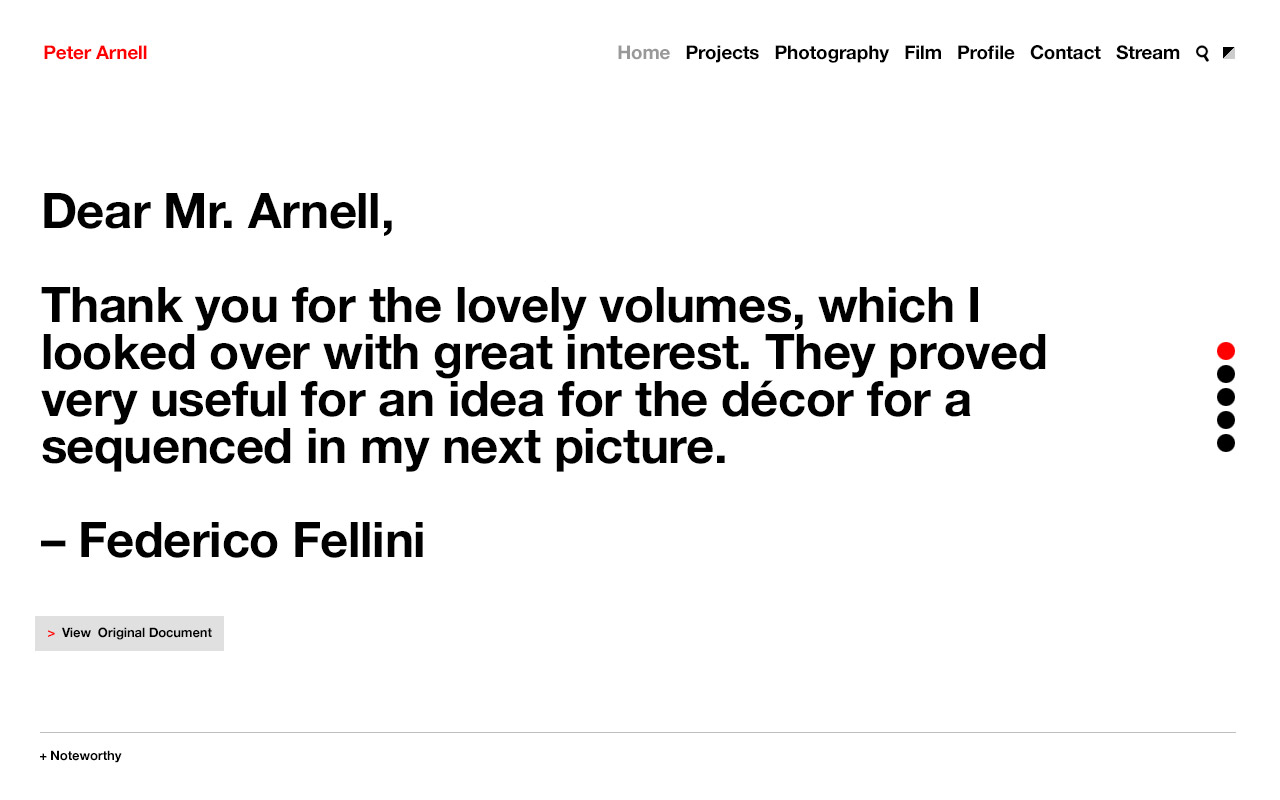 Peter Arnell
Home Projects Photography Film Profile Contact Stream
Dear Mr. Arnell,
Thank you for the lovely volumes, which I
looked over with great interest. They proved
very useful for an idea for the décor for a
sequenced in my next picture.
– Federico Fellini
> View Original Document
+ Noteworthy